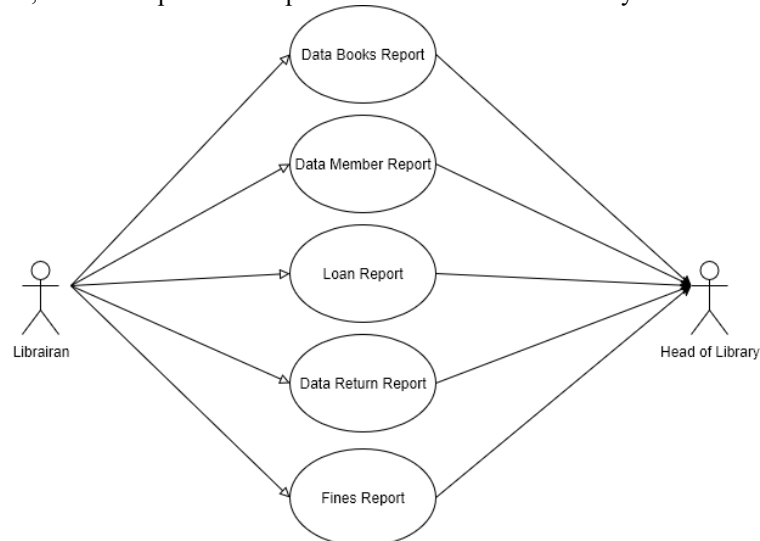 Data Books Report
Data Member Report
Loan Report
Librairan
Head of Library
Data Return Report
Fines Report